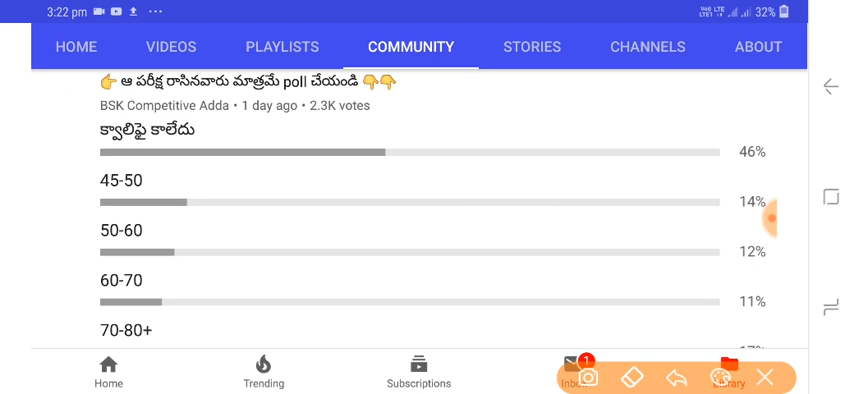 3:22 pm
32%
HOME VIDEOS PLAYLISTS COMMUNITY STORIES CHANNELS ABOUT
👉 ఆ పరీక్ష రాసినవారు మాత్రమే poll చేయండి 👇👇
BSK Competitive Adda • 1 day ago • 2.3K votes
క్వాలిఫై కాలేదు
46%
45-50
14%
50-60
12%
60-70
11%
70-80+
1
Home Trending Subscriptions Inbox Library